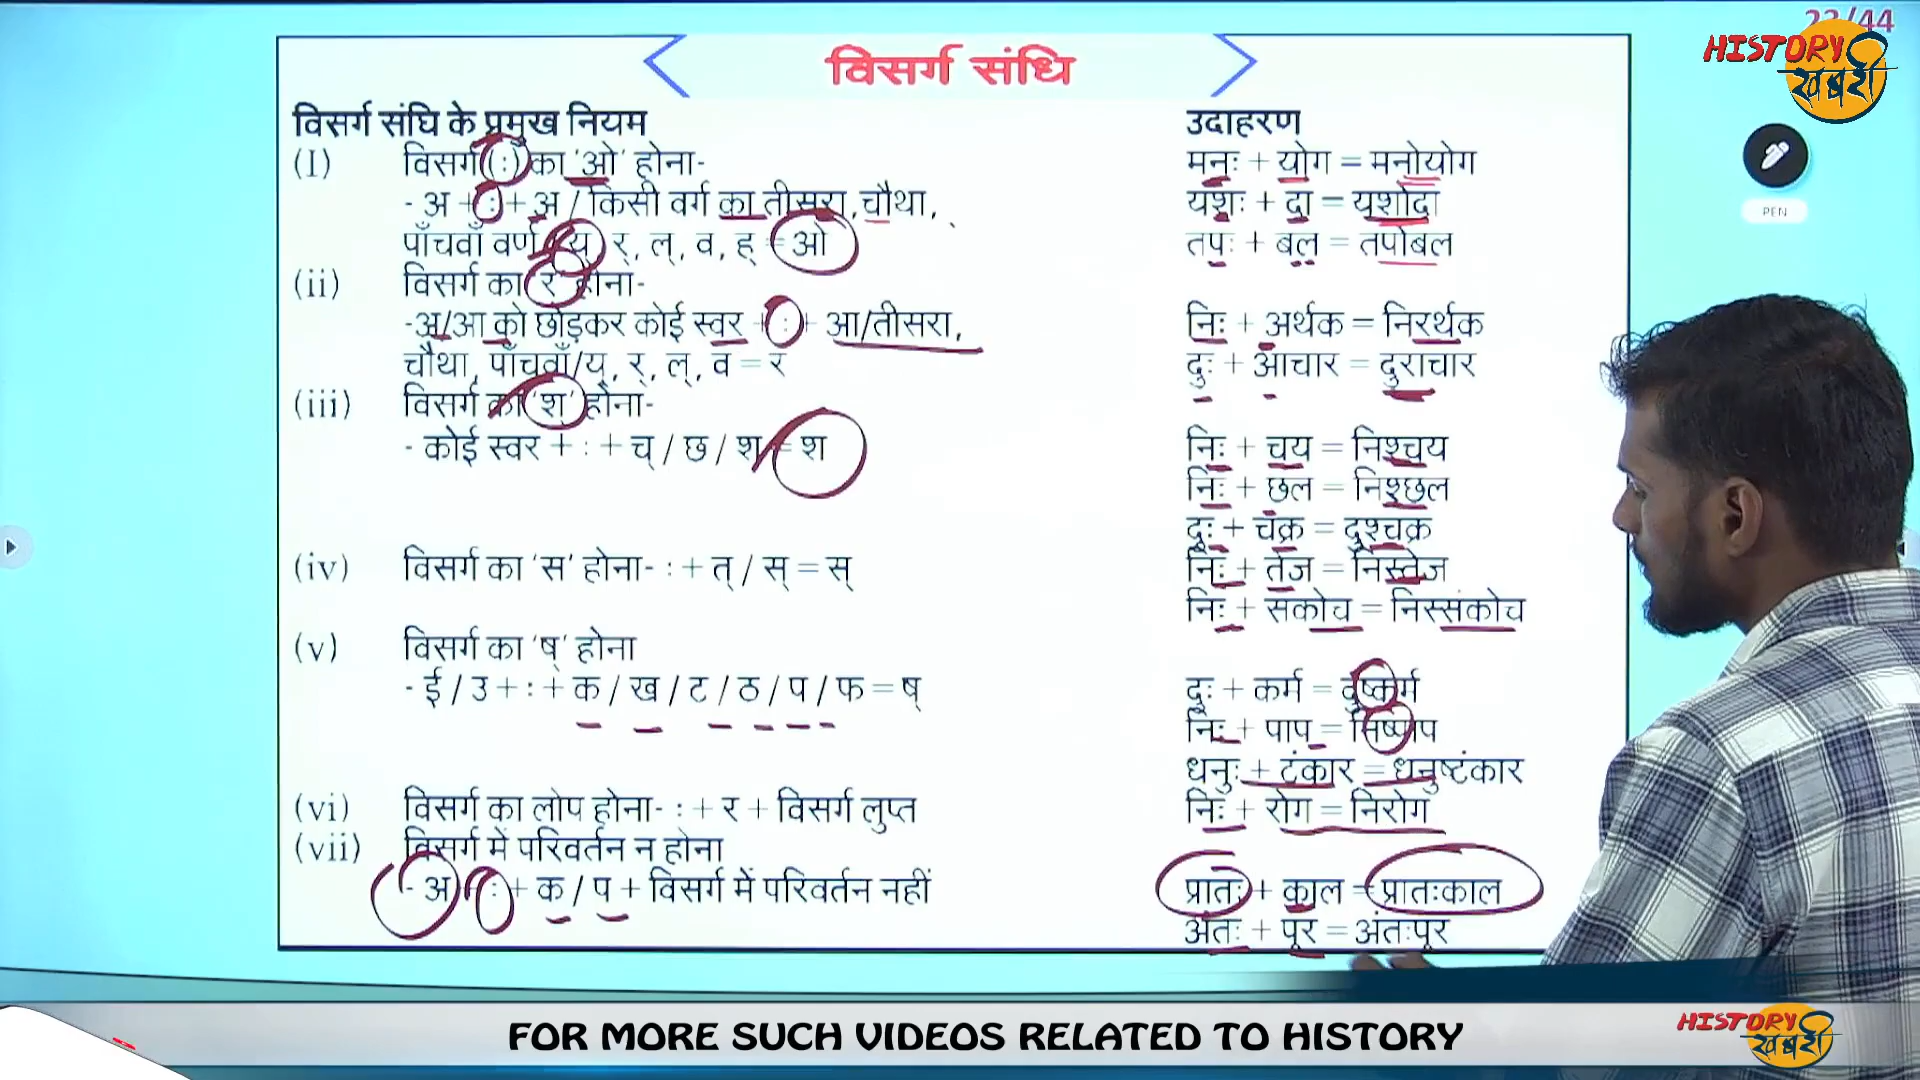 विसर्ग संधि
विसर्ग संघि के प्रमुख नियम
(I) विसर्ग(:) का 'ओ' होना-
- अ + : + अ / किसी वर्ग का तीसरा, चौथा,
पाँचवाँ वर्ण य् र्, ल्, व, ह् = ओ
(ii) विसर्ग का र होना-
-अ/आ को छोड़कर कोई स्वर + : + आ/तीसरा,
चौथा, पाँचवाँ/य्, र्, ल्, व = र
(iii) विसर्ग का 'श' होना-
- कोई स्वर + : + च् / छ / श = श
(iv) विसर्ग का 'स' होना- : + त् / स् = स्
(v) विसर्ग का 'ष्' होना
- ई / उ + : + क / ख / ट / ठ / प / फ = ष्
(vi) विसर्ग का लोप होना- : + र + विसर्ग लुप्त
(vii) विसर्ग में परिवर्तन न होना
- अ + : + क / प + विसर्ग में परिवर्तन नहीं
उदाहरण
मनः + योग = मनोयोग
यशः + दा = यशोदा
तपः + बल = तपोबल
निः + अर्थक = निरर्थक
दुः + आचार = दुराचार
निः + चय = निश्चय
निः + छल = निश्छल
दुः + चक्र = दुश्चक्र
निः + तेज = निस्तेज
निः + संकोच = निस्संकोच
दुः + कर्म = दुष्कर्म
निः + पाप = निष्पाप
धनुः + टंकार = धनुष्टंकार
निः + रोग = निरोग
प्रातः + काल = प्रातःकाल
अंतः + पुर = अंतःपुर
/44
HISTORY
खबरी
PEN
FOR MORE SUCH VIDEOS RELATED TO HISTORY
HISTORY
खबरी